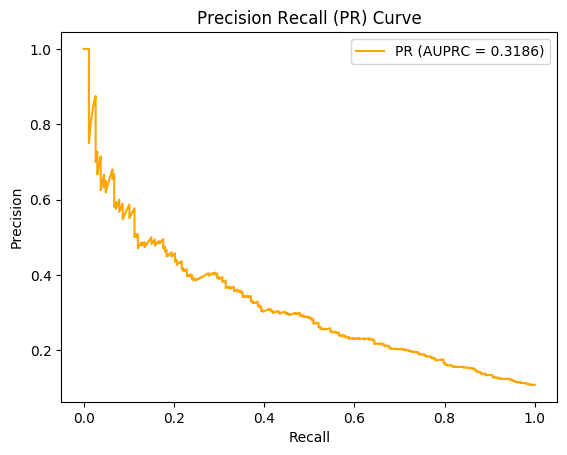 Precision Recall (PR) Curve
PR (AUPRC = 0.3186)
1.0
0.8
0.6
0.4
0.2
Precision
0.0 0.2 0.4 0.6 0.8 1.0
Recall